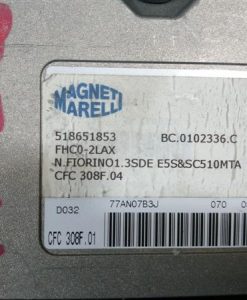 MAGNETI
MARELLI
518651853 BC.0102336.C
FHC0-2LAX
N.FIORINO1.3SDE E5S&SC510MTA
CFC 308F.04
D032 77AN07B3J 070 05
CFC 308F.01